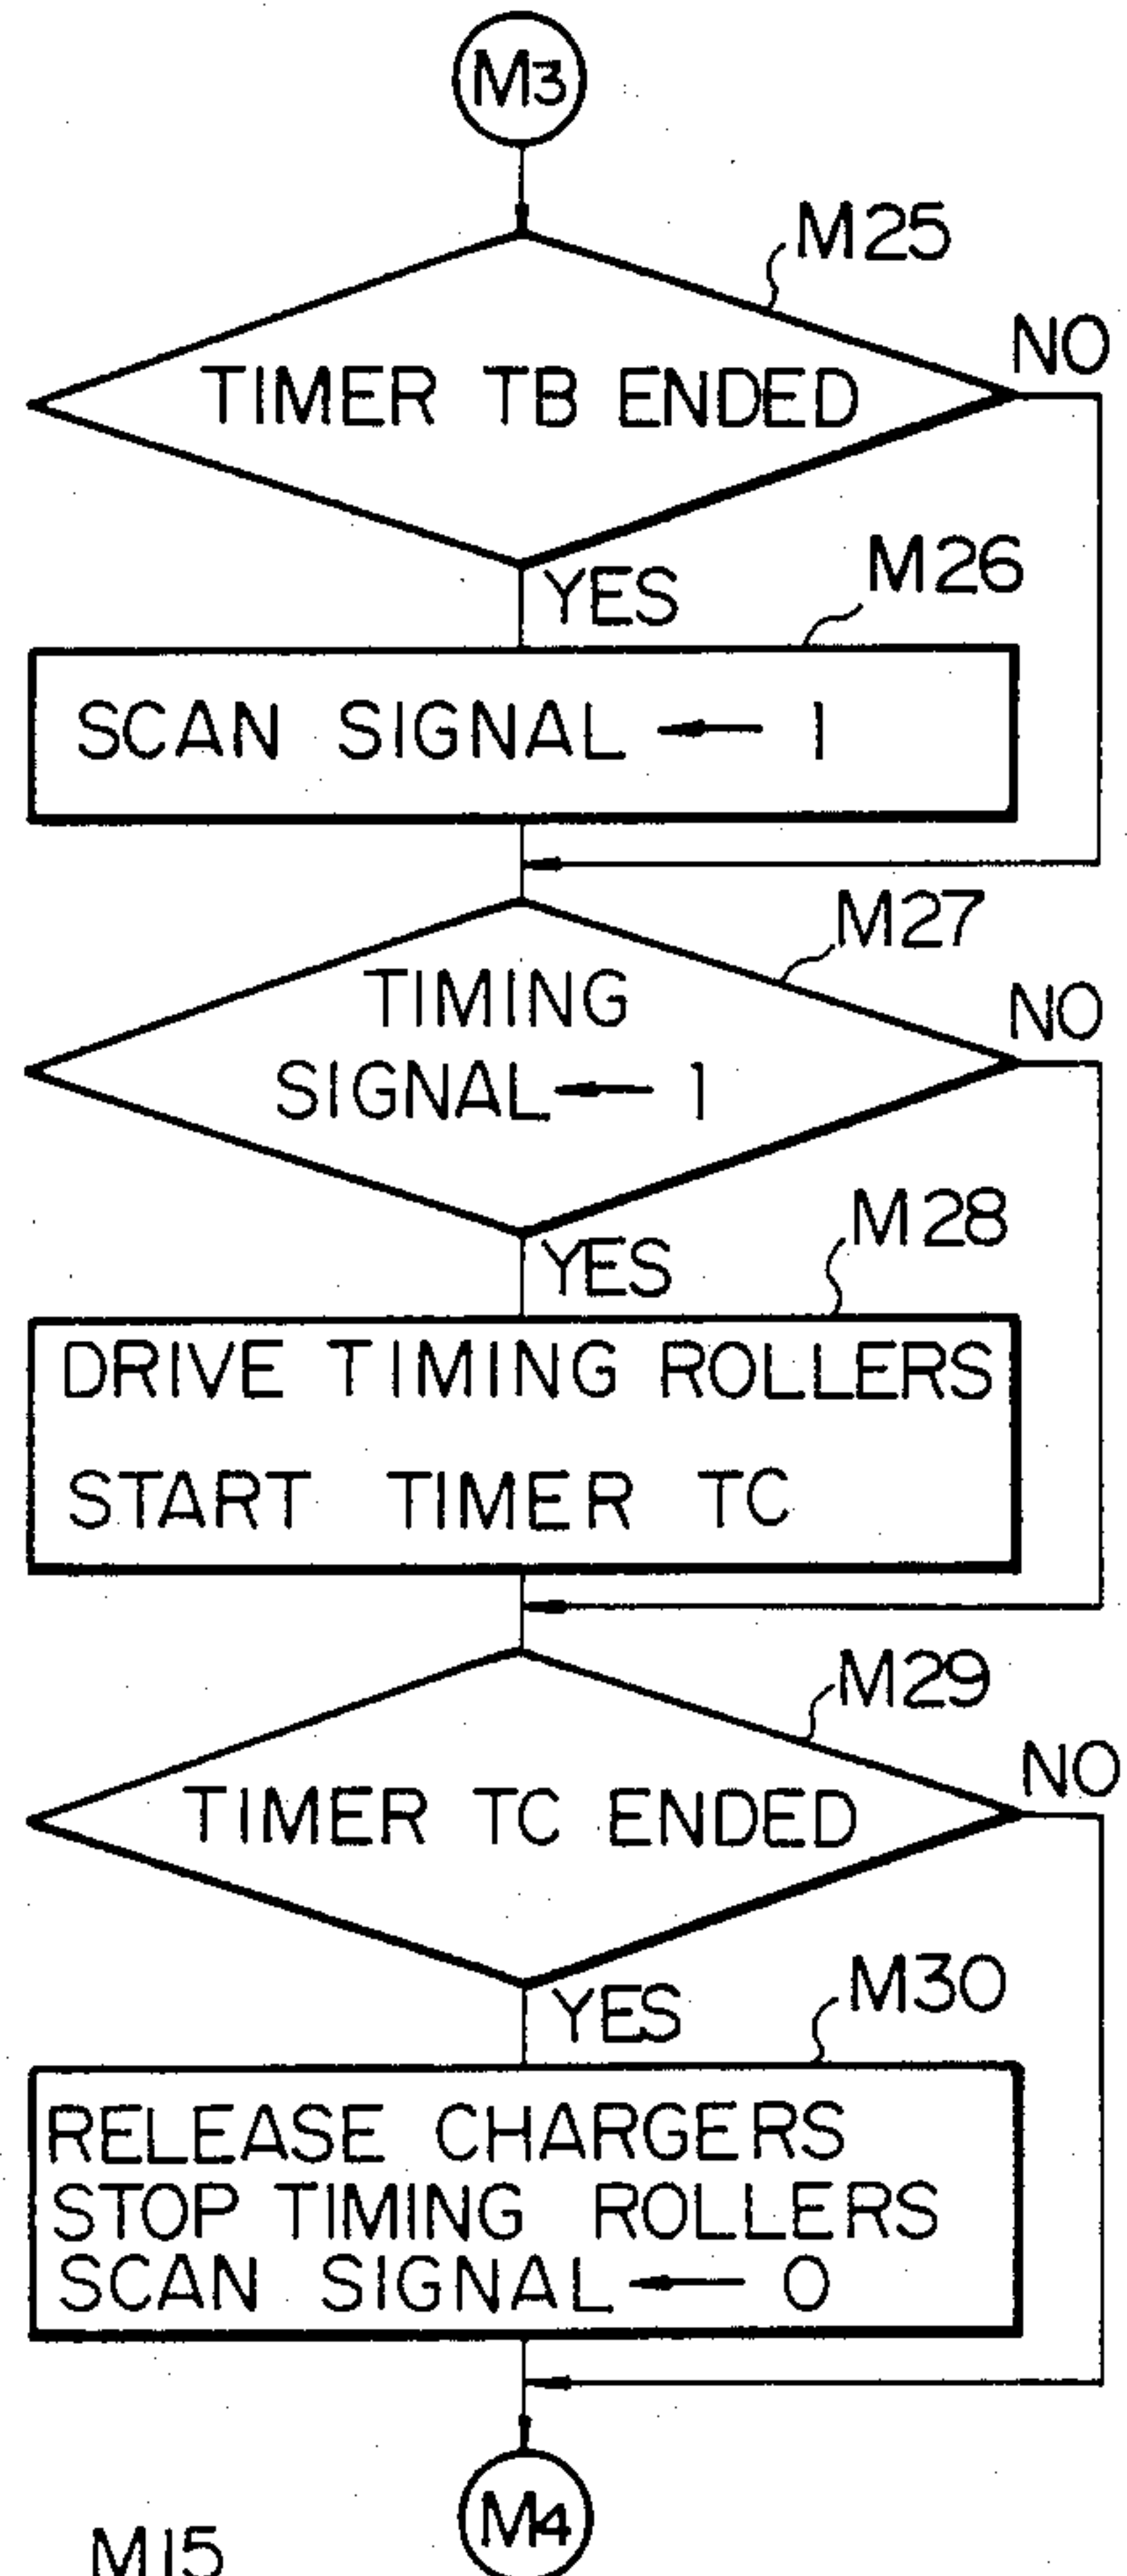 M3
M25
NO
TIMER TB ENDED
YES
M26
SCAN SIGNAL ← 1
M27
NO
TIMING
SIGNAL ← 1
YES
M28
DRIVE TIMING ROLLERS
START TIMER TC
M29
NO
TIMER TC ENDED
YES
M30
RELEASE CHARGERS
STOP TIMING ROLLERS
SCAN SIGNAL ← 0
M4
M15